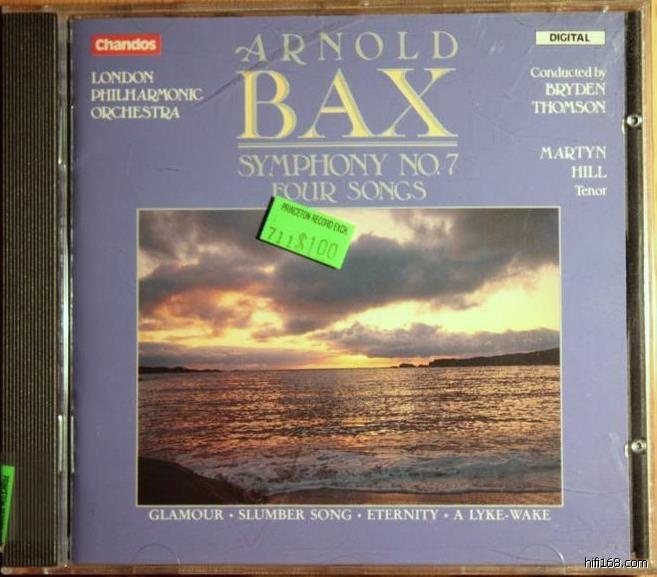 Chandos
ARNOLD
BAX
SYMPHONY NO.7
FOUR SONGS
DIGITAL
LONDON
PHILHARMONIC
ORCHESTRA
Conducted by
BRYDEN
THOMSON
MARTYN
HILL
Tenor
PRINCETON RECORD EXCH.
711$1.00
GLAMOUR · SLUMBER SONG · ETERNITY · A LYKE-WAKE
hifi168.com